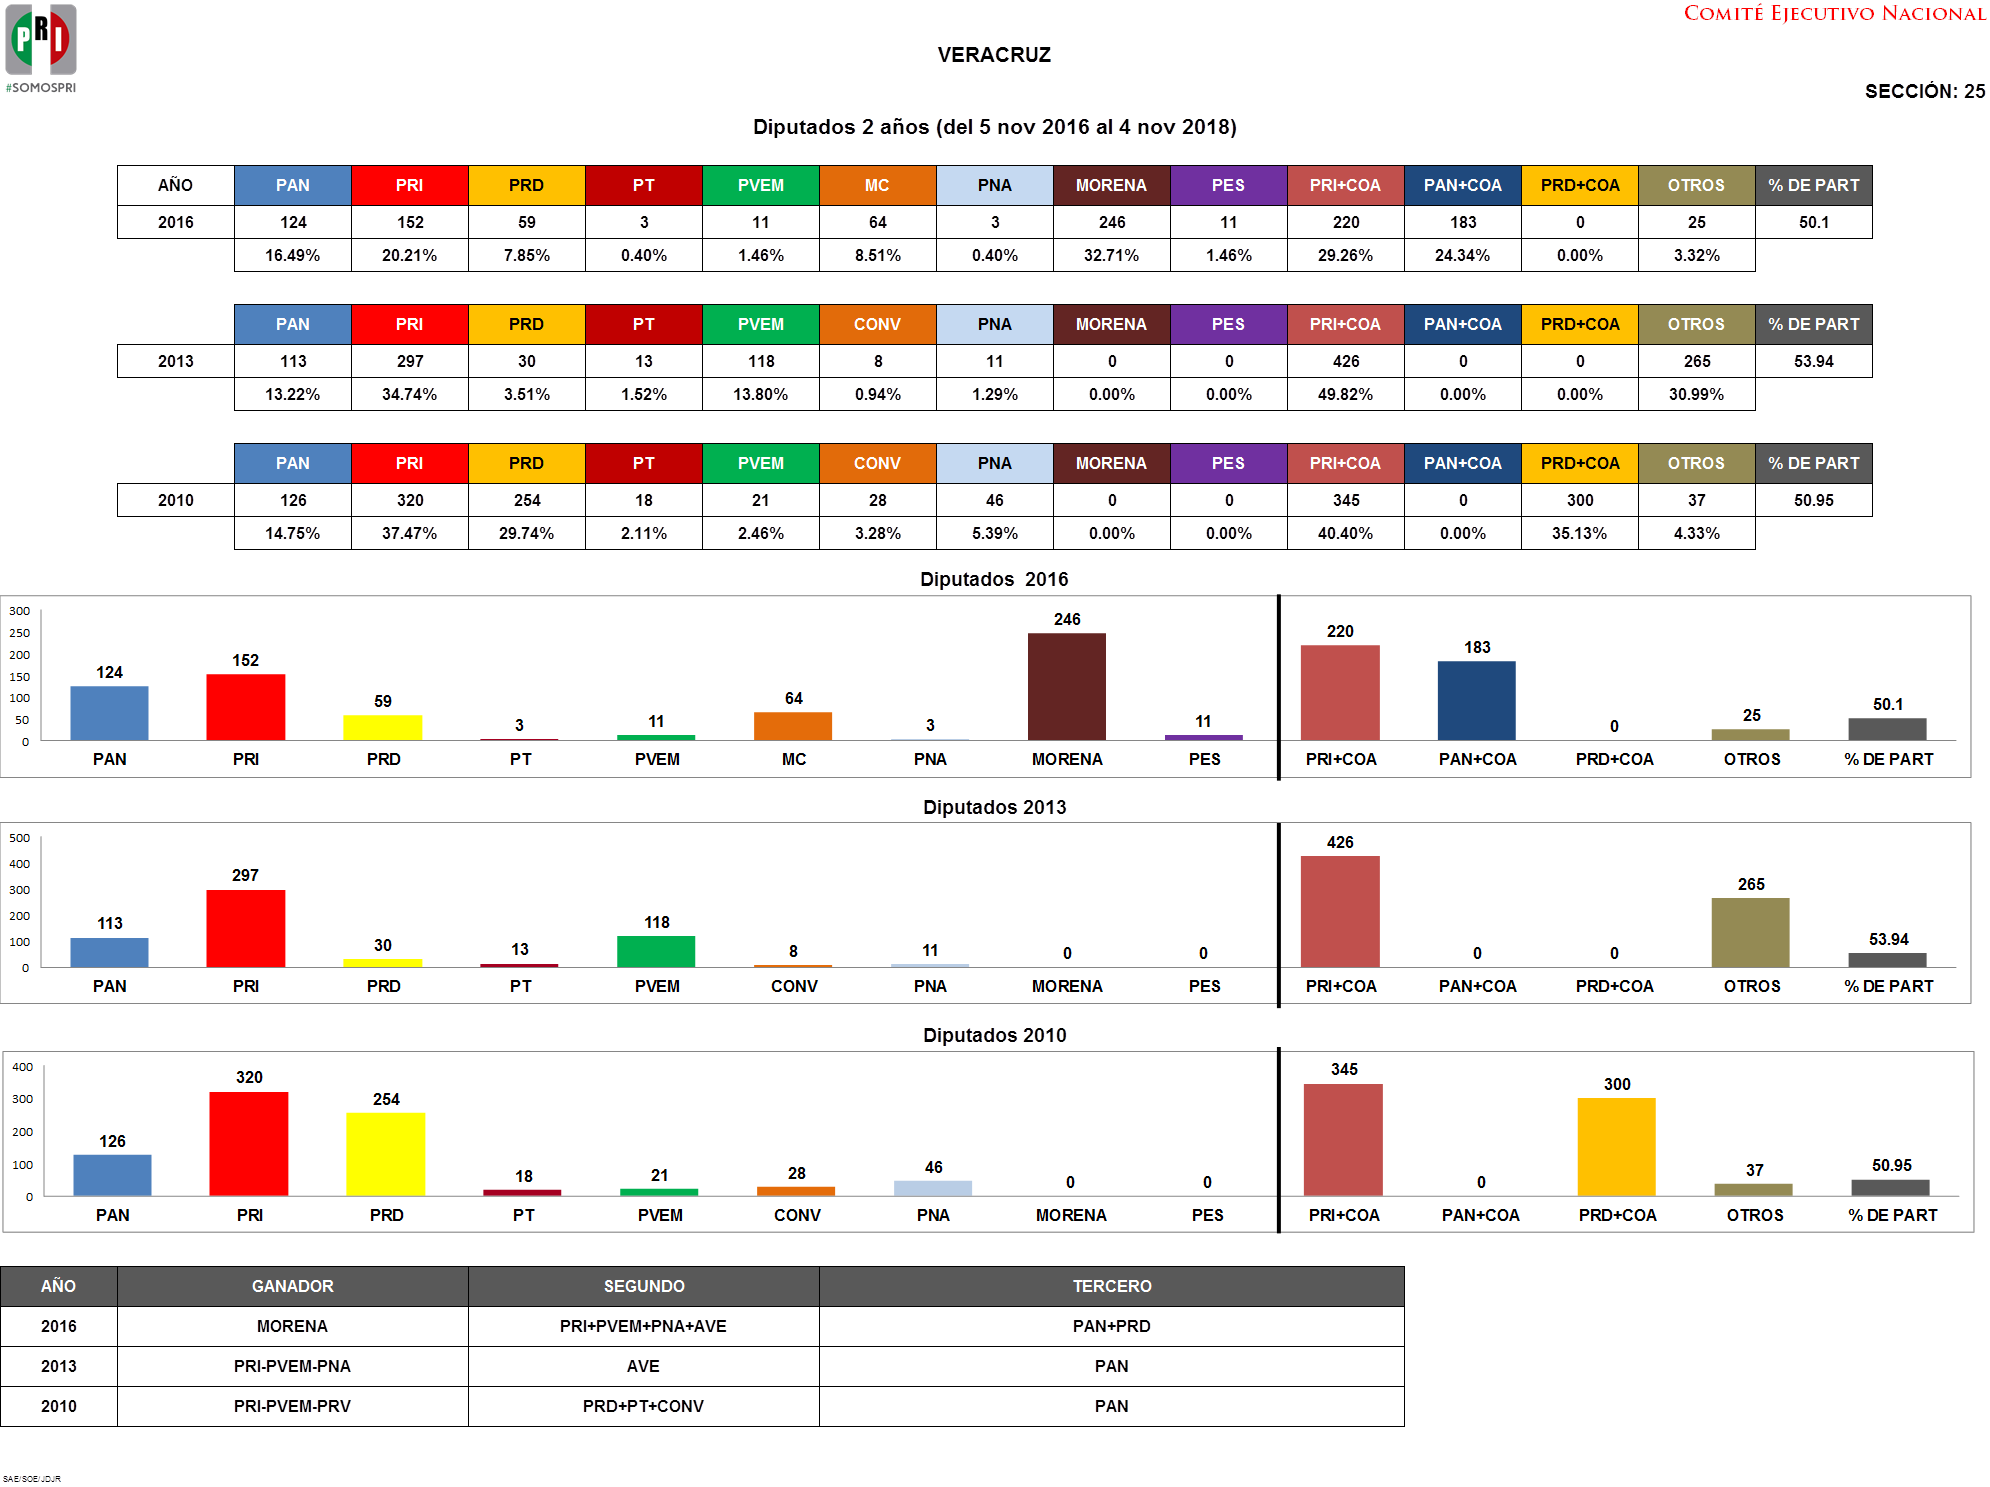 COMITÉ EJECUTIVO NACIONAL
PRI
#SOMOSPRI
VERACRUZ
SECCIÓN: 25
Diputados 2 años (del 5 nov 2016 al 4 nov 2018)
AÑO PAN PRI PRD PT PVEM MC PNA MORENA PES PRI+COA PAN+COA PRD+COA OTROS % DE PART
2016 124 152 59 3 11 64 3 246 11 220 183 0 25 50.1
16.49% 20.21% 7.85% 0.40% 1.46% 8.51% 0.40% 32.71% 1.46% 29.26% 24.34% 0.00% 3.32%
PAN PRI PRD PT PVEM CONV PNA MORENA PES PRI+COA PAN+COA PRD+COA OTROS % DE PART
2013 113 297 30 13 118 8 11 0 0 426 0 0 265 53.94
13.22% 34.74% 3.51% 1.52% 13.80% 0.94% 1.29% 0.00% 0.00% 49.82% 0.00% 0.00% 30.99%
PAN PRI PRD PT PVEM CONV PNA MORENA PES PRI+COA PAN+COA PRD+COA OTROS % DE PART
2010 126 320 254 18 21 28 46 0 0 345 0 300 37 50.95
14.75% 37.47% 29.74% 2.11% 2.46% 3.28% 5.39% 0.00% 0.00% 40.40% 0.00% 35.13% 4.33%
Diputados 2016
300
250
200
150
100
50
0
124 152 59 3 11 64 3 246 11 220 183 0 25 50.1
PAN PRI PRD PT PVEM MC PNA MORENA PES PRI+COA PAN+COA PRD+COA OTROS % DE PART
Diputados 2013
500
400
300
200
100
0
113 297 30 13 118 8 11 0 0 426 0 0 265 53.94
PAN PRI PRD PT PVEM CONV PNA MORENA PES PRI+COA PAN+COA PRD+COA OTROS % DE PART
Diputados 2010
400
300
200
100
0
126 320 254 18 21 28 46 0 0 345 0 300 37 50.95
PAN PRI PRD PT PVEM CONV PNA MORENA PES PRI+COA PAN+COA PRD+COA OTROS % DE PART
AÑO GANADOR SEGUNDO TERCERO
2016 MORENA PRI+PVEM+PNA+AVE PAN+PRD
2013 PRI-PVEM-PNA AVE PAN
2010 PRI-PVEM-PRV PRD+PT+CONV PAN
SAE/SOE/JDJR